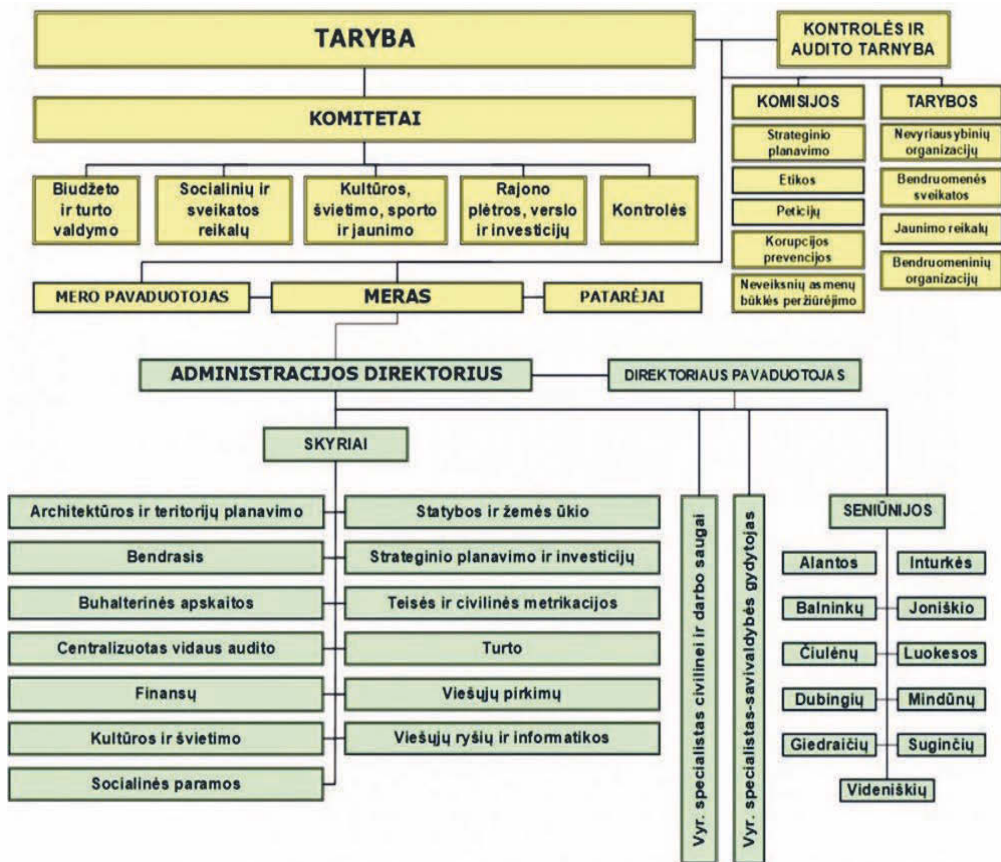 TARYBA
KONTROLĖS IR
AUDITO TARNYBA
KOMITETAI
KOMISIJOS
Strateginio
planavimo
Etikos
Peticijų
Korupcijos
prevencijos
Neveiksnių asmenų
būklės peržiūrėjimo
TARYBOS
Nevyriausybinių
organizacijų
Bendruomenės
sveikatos
Jaunimo reikalų
Bendruomeninių
organizacijų
Biudžeto
ir turto
valdymo
Socialinių ir
sveikatos
reikalų
Kultūros,
švietimo, sporto
ir jaunimo
Rajono
plėtros, verslo
ir investicijų
Kontrolės
MERO PAVADUOTOJAS
MERAS
PATARĖJAI
ADMINISTRACIJOS DIREKTORIUS
DIREKTORIAUS PAVADUOTOJAS
SKYRIAI
Architektūros ir teritorijų planavimo
Bendrasis
Buhalterinės apskaitos
Centralizuotas vidaus audito
Finansų
Kultūros ir švietimo
Socialinės paramos
Statybos ir žemės ūkio
Strateginio planavimo ir investicijų
Teisės ir civilinės metrikacijos
Turto
Viešųjų pirkimų
Viešųjų ryšių ir informatikos
Vyr. specialistas civilinei ir darbo saugai
Vyr. specialistas-savivaldybės gydytojas
SENIŪNIJOS
Alantos
Inturkės
Balninkų
Joniškio
Čiulėnų
Luokesos
Dubingių
Mindūnų
Giedraičių
Suginčių
Videniškių